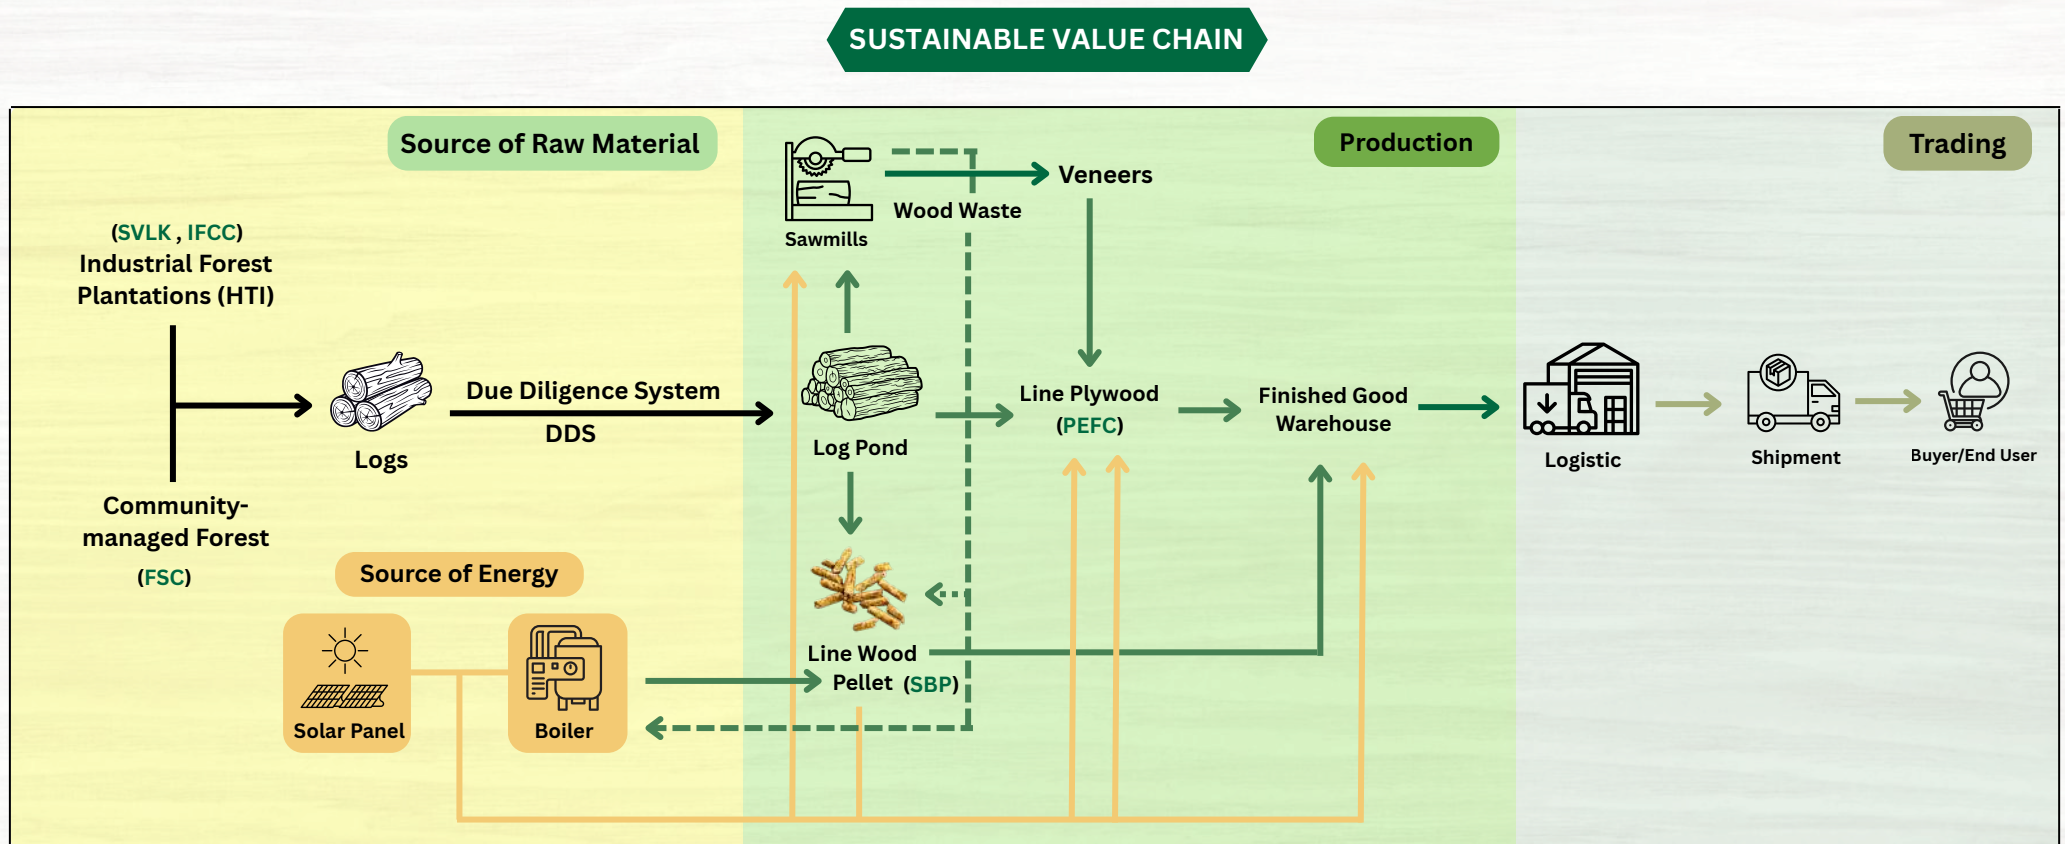 SUSTAINABLE VALUE CHAIN
Source of Raw Material
(SVLK , IFCC)
Industrial Forest
Plantations (HTI)
Community-
managed Forest
(FSC)
Logs
Due Diligence System
DDS
Source of Energy
Solar Panel
Boiler
Production
Sawmills
Wood Waste
Veneers
Log Pond
Line Plywood
(PEFC)
Finished Good
Warehouse
Line Wood
Pellet (SBP)
Trading
Logistic
Shipment
Buyer/End User